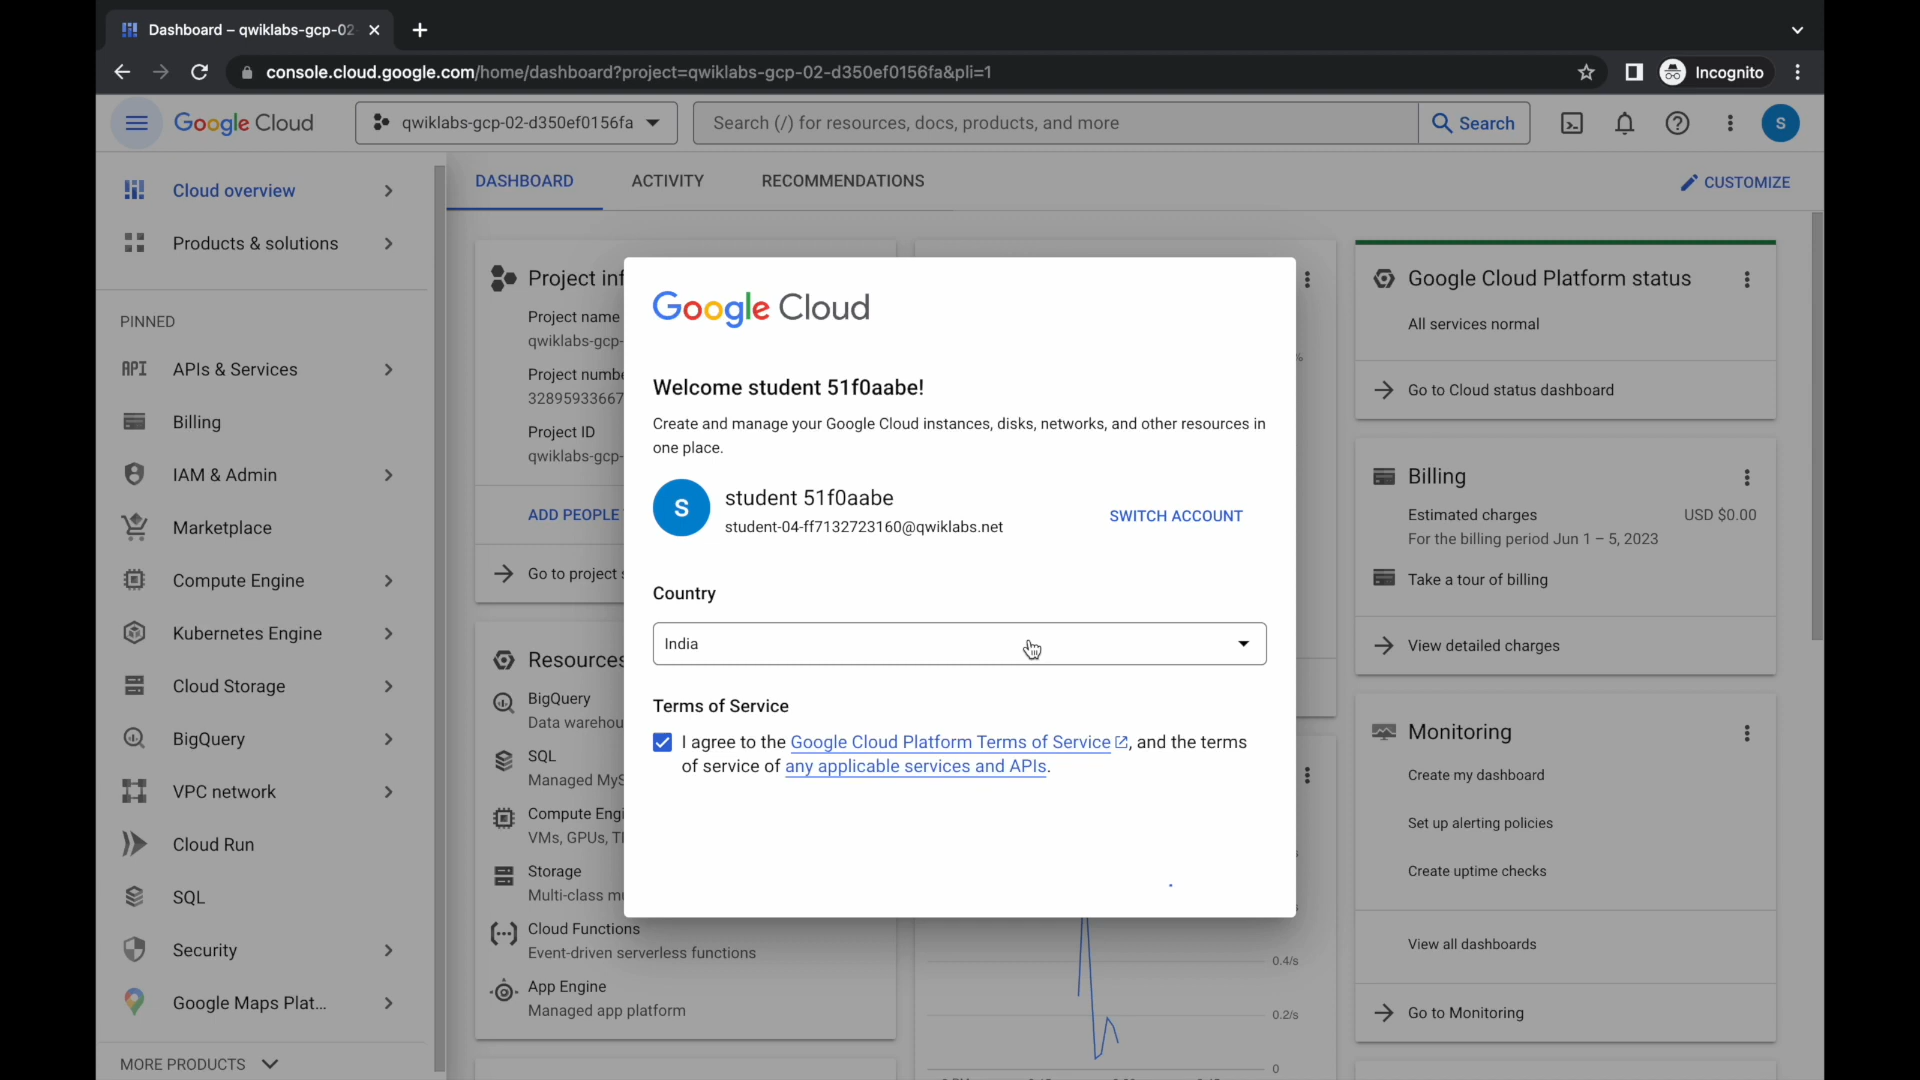 Dashboard – qwiklabs-gcp-02
console.cloud.google.com/home/dashboard?project=qwiklabs-gcp-02-d350ef0156fa&pli=1
Incognito
Google Cloud
qwiklabs-gcp-02-d350ef0156fa
Search (/) for resources, docs, products, and more
Search
S
Cloud overview
Products & solutions
PINNED
API
APIs & Services
Billing
IAM & Admin
Marketplace
Compute Engine
Kubernetes Engine
Cloud Storage
BigQuery
VPC network
Cloud Run
SQL
Security
Google Maps Plat...
MORE PRODUCTS
DASHBOARD
ACTIVITY
RECOMMENDATIONS
CUSTOMIZE
Project
Project name
qwiklabs-gcp-
32895933667
Project ID
qwiklabs-gcp-
ADD PEOPLE
Go to project
Resources
BigQuery
Data
SQL
Managed
Compute
VMs, GPUs,
Storage
Multi-class
Cloud Functions
Event-driven serverless functions
App Engine
Managed app platform
Google Cloud
Welcome student 51f0aabe!
Create and manage your Google Cloud instances, disks, networks, and other resources in
one place.
S
student 51f0aabe
student-04-ff7132723160@qwiklabs.net
SWITCH ACCOUNT
Country
India
Terms of Service
I agree to the Google Cloud Platform Terms of Service, and the terms
of service of any applicable services and APIs.
%
0.4/s
0.2/s
0
Google Cloud Platform status
All services normal
Go to Cloud status dashboard
Billing
Estimated charges
USD $0.00
For the billing period Jun 1 – 5, 2023
Take a tour of billing
View detailed charges
Monitoring
Create my dashboard
Set up alerting policies
Create uptime checks
View all dashboards
Go to Monitoring